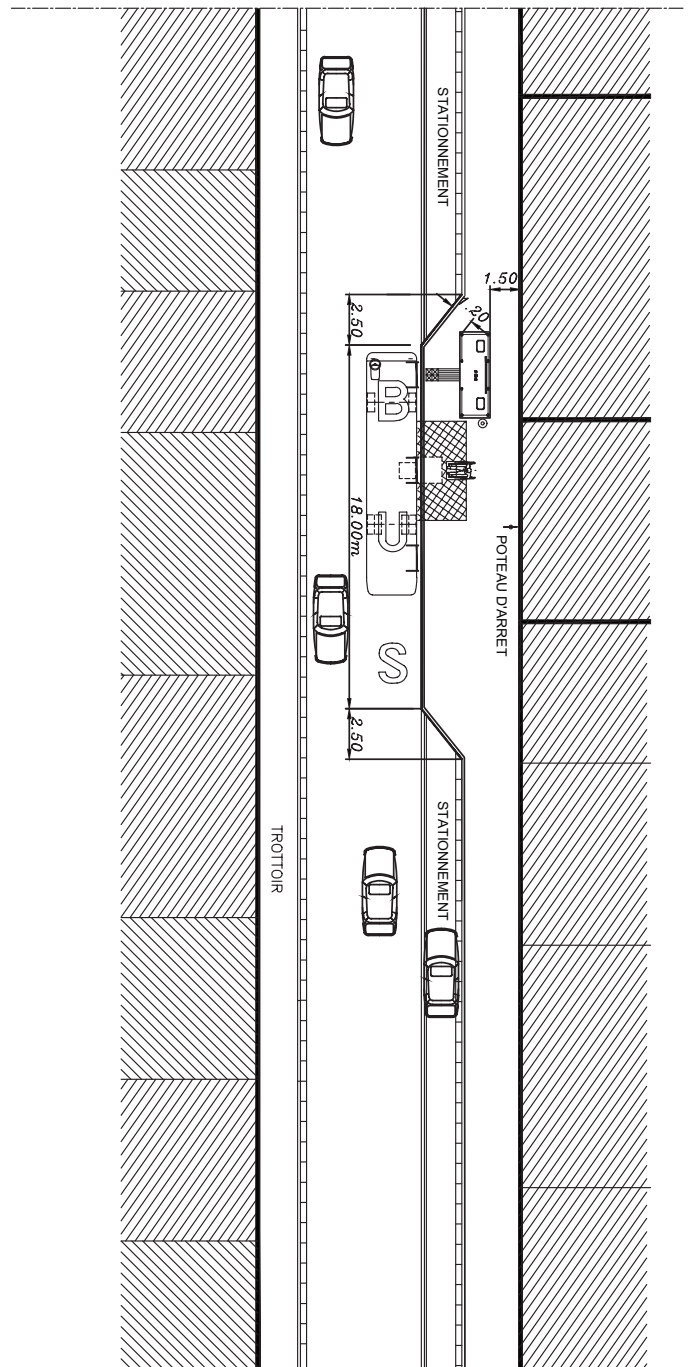 STATIONNEMENT
1.50
.20
2.50
BUS
18.00m
POTEAU D'ARRET
2.50
STATIONNEMENT
TROTTOIR